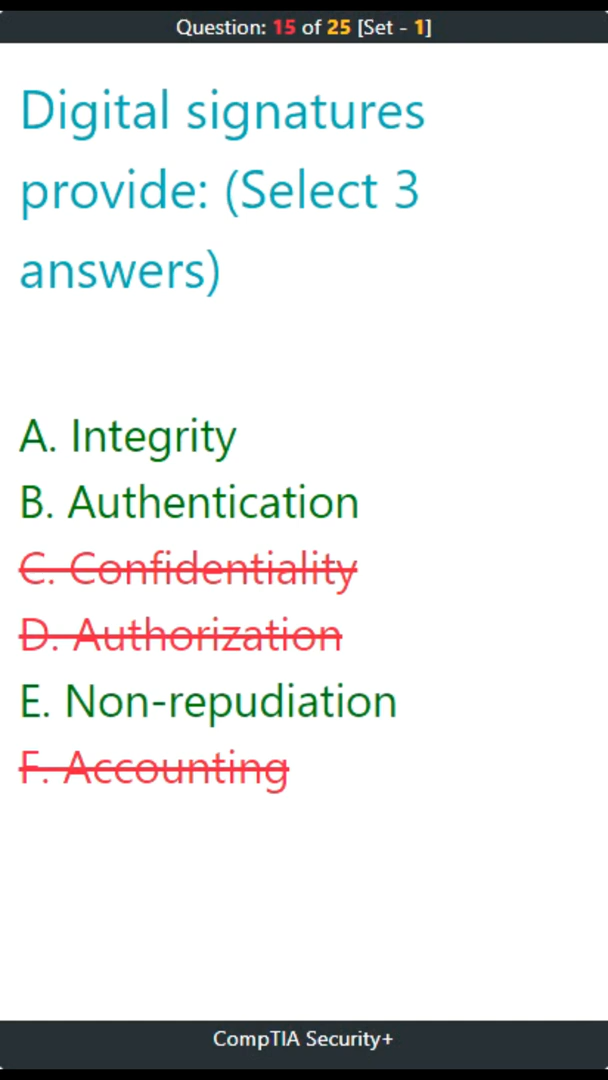 Question: 15 of 25 [Set - 1]
Digital signatures
provide: (Select 3
answers)
A. Integrity
B. Authentication
C. Confidentiality
D. Authorization
E. Non-repudiation
F. Accounting
CompTIA Security+